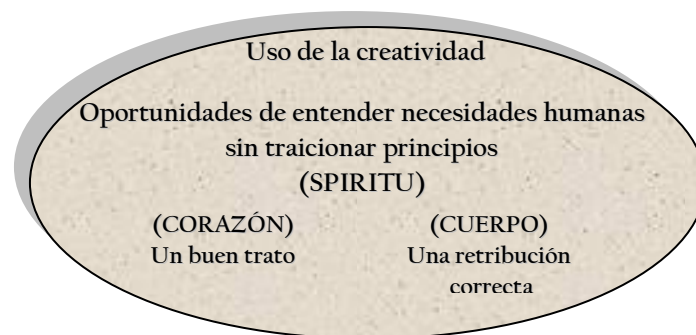 Uso de la creatividad
Oportunidades de entender necesidades humanas
sin traicionar principios
(SPIRITU)
(CORAZÓN) (CUERPO)
Un buen trato Una retribución
correcta